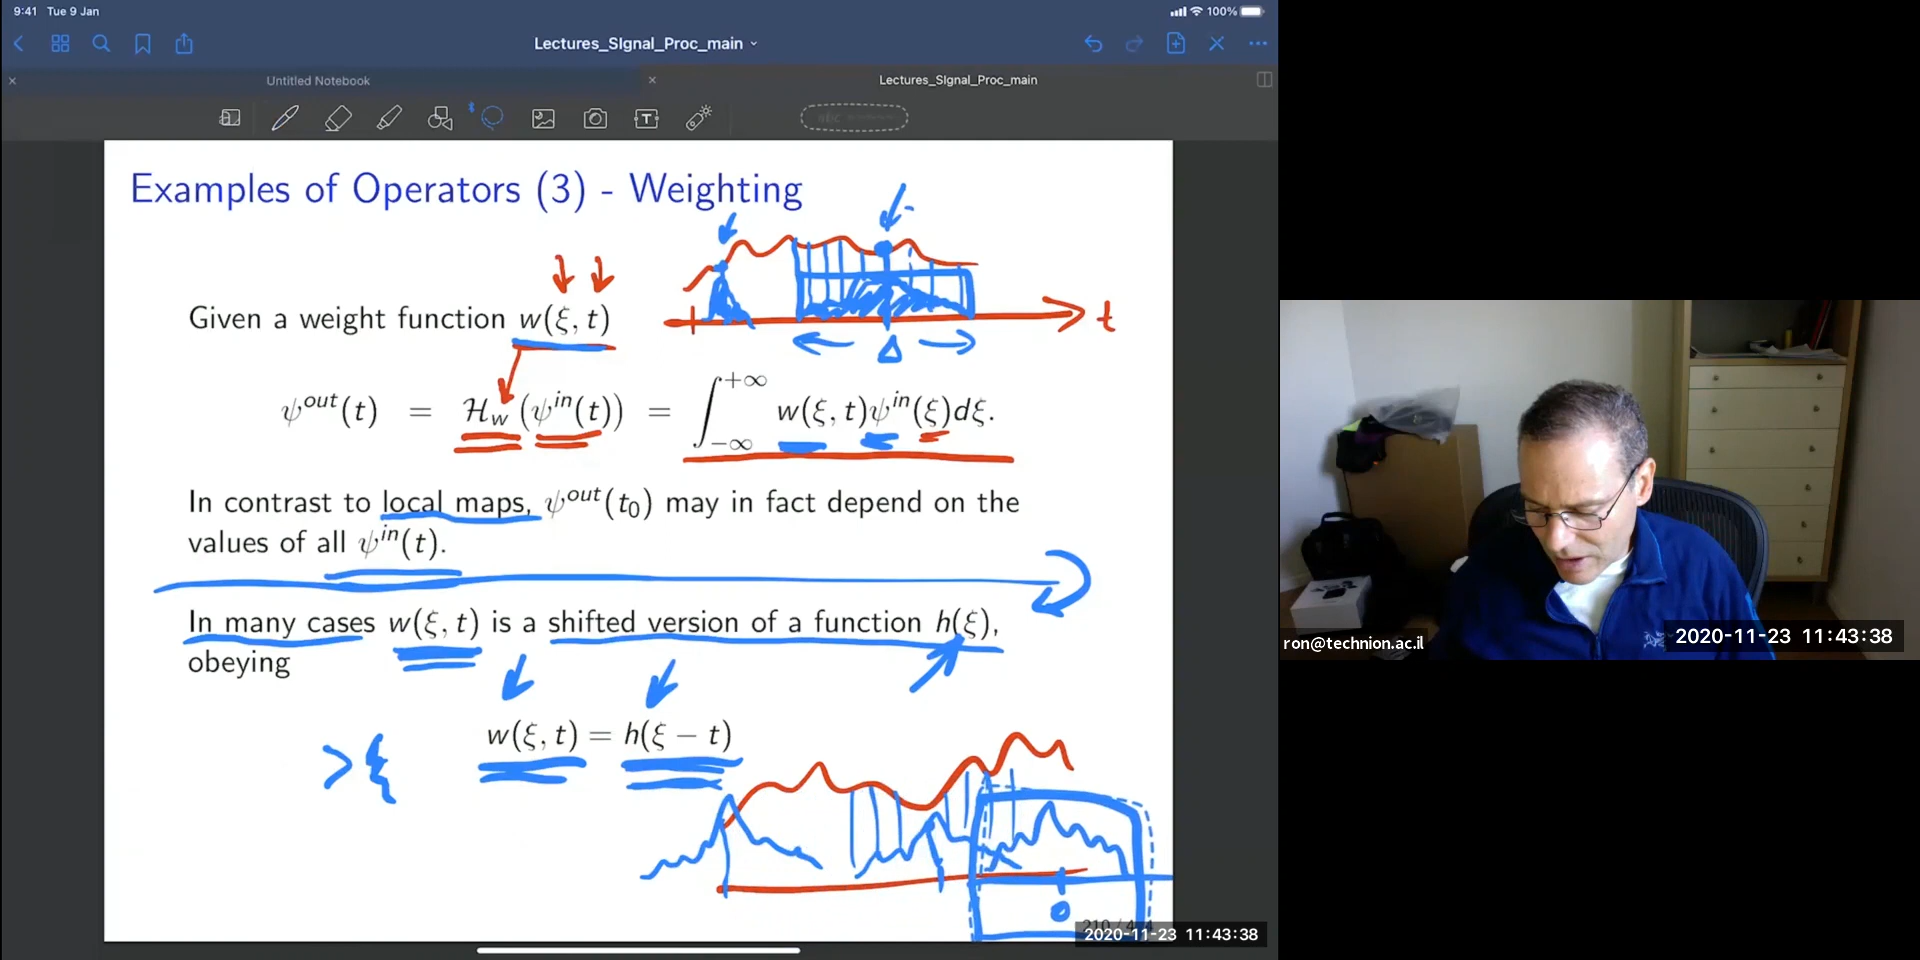 9:41 Tue 9 Jan
100%
Lectures_SIgnal_Proc_main
Untitled Notebook
Lectures_SIgnal_Proc_main
Examples of Operators (3) - Weighting
Given a weight function w(ξ, t)
t
Δ
ψ^out(t) = H_w(ψ^in(t)) = ∫_{−∞}^{+∞} w(ξ, t)ψ^in(ξ)dξ.
In contrast to local maps, ψ^out(t₀) may in fact depend on the
values of all ψ^in(t).
In many cases w(ξ, t) is a shifted version of a function h(ξ),
obeying
w(ξ, t) = h(ξ − t)
0
2020-11-23 11:43:38
ron@technion.ac.il
2020-11-23 11:43:38